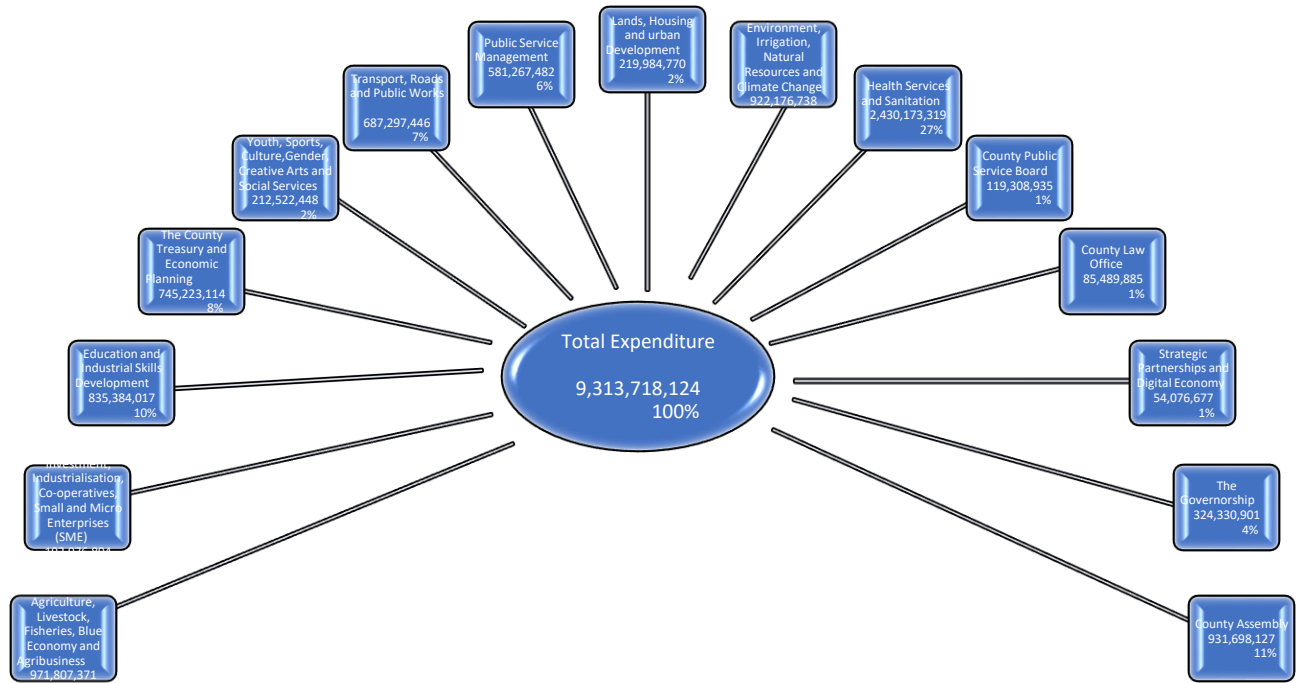 Lands, Housing
and urban
Development
219,984,770
2%
Public Service
Management
581,267,482
6%
Environment,
Irrigation,
Natural
Resources and
Climate Change
922,176,738
Transport, Roads
and Public Works
687,297,446
7%
Health Services
and Sanitation
2,430,173,319
27%
Youth, Sports,
Culture,Gender,
Creative Arts and
Social Services
212,522,448
2%
County Public
Service Board
119,308,935
1%
The County
Treasury and
Economic
Planning
745,223,114
8%
County Law
Office
85,489,885
1%
Total Expenditure
9,313,718,124
100%
Education and
Industrial Skills
Development
835,384,017
10%
Strategic
Partnerships and
Digital Economy
54,076,677
1%
Investment,
Industrialisation,
Co-operatives,
Small and Micro
Enterprises
(SME)
The
Governorship
324,330,901
4%
Agriculture,
Livestock,
Fisheries, Blue
Economy and
Agribusiness
971,807,371
County Assembly
931,698,127
11%